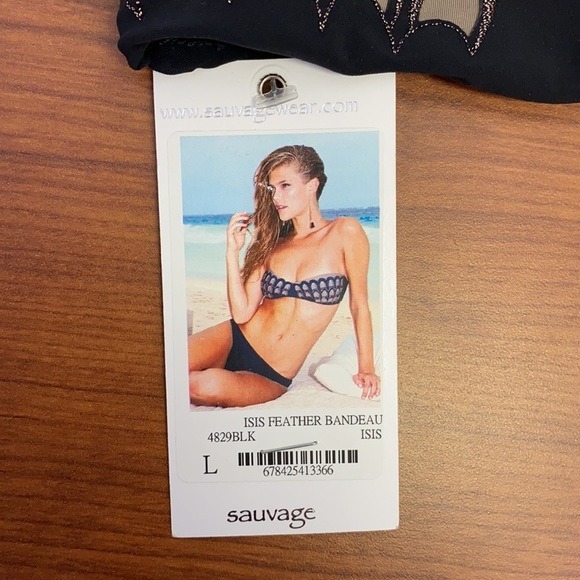 www.sauvagewear.com
ISIS FEATHER BANDEAU
4829BLK ISIS
L
678425413366
sauvage